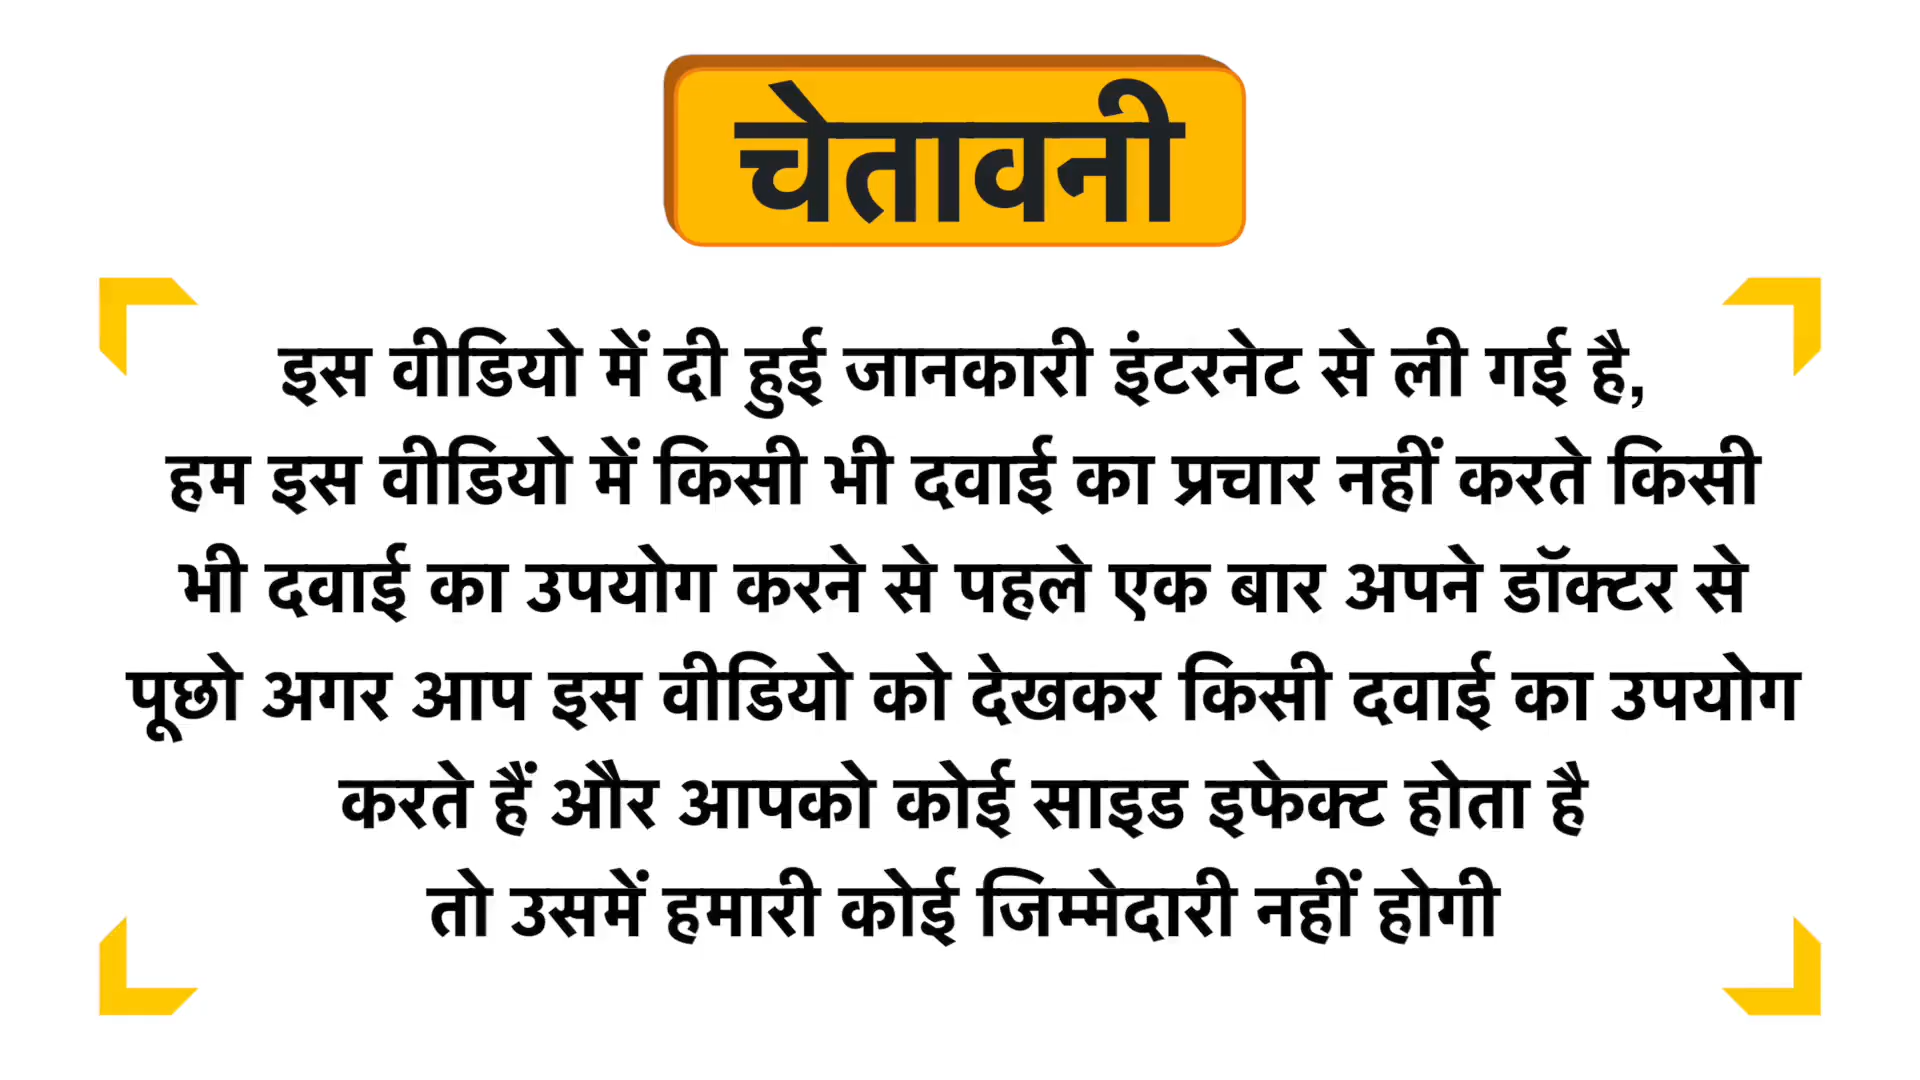 चेतावनी
इस वीडियो में दी हुई जानकारी इंटरनेट से ली गई है,
हम इस वीडियो में किसी भी दवाई का प्रचार नहीं करते किसी
भी दवाई का उपयोग करने से पहले एक बार अपने डॉक्टर से
पूछो अगर आप इस वीडियो को देखकर किसी दवाई का उपयोग
करते हैं और आपको कोई साइड इफेक्ट होता है
तो उसमें हमारी कोई जिम्मेदारी नहीं होगी